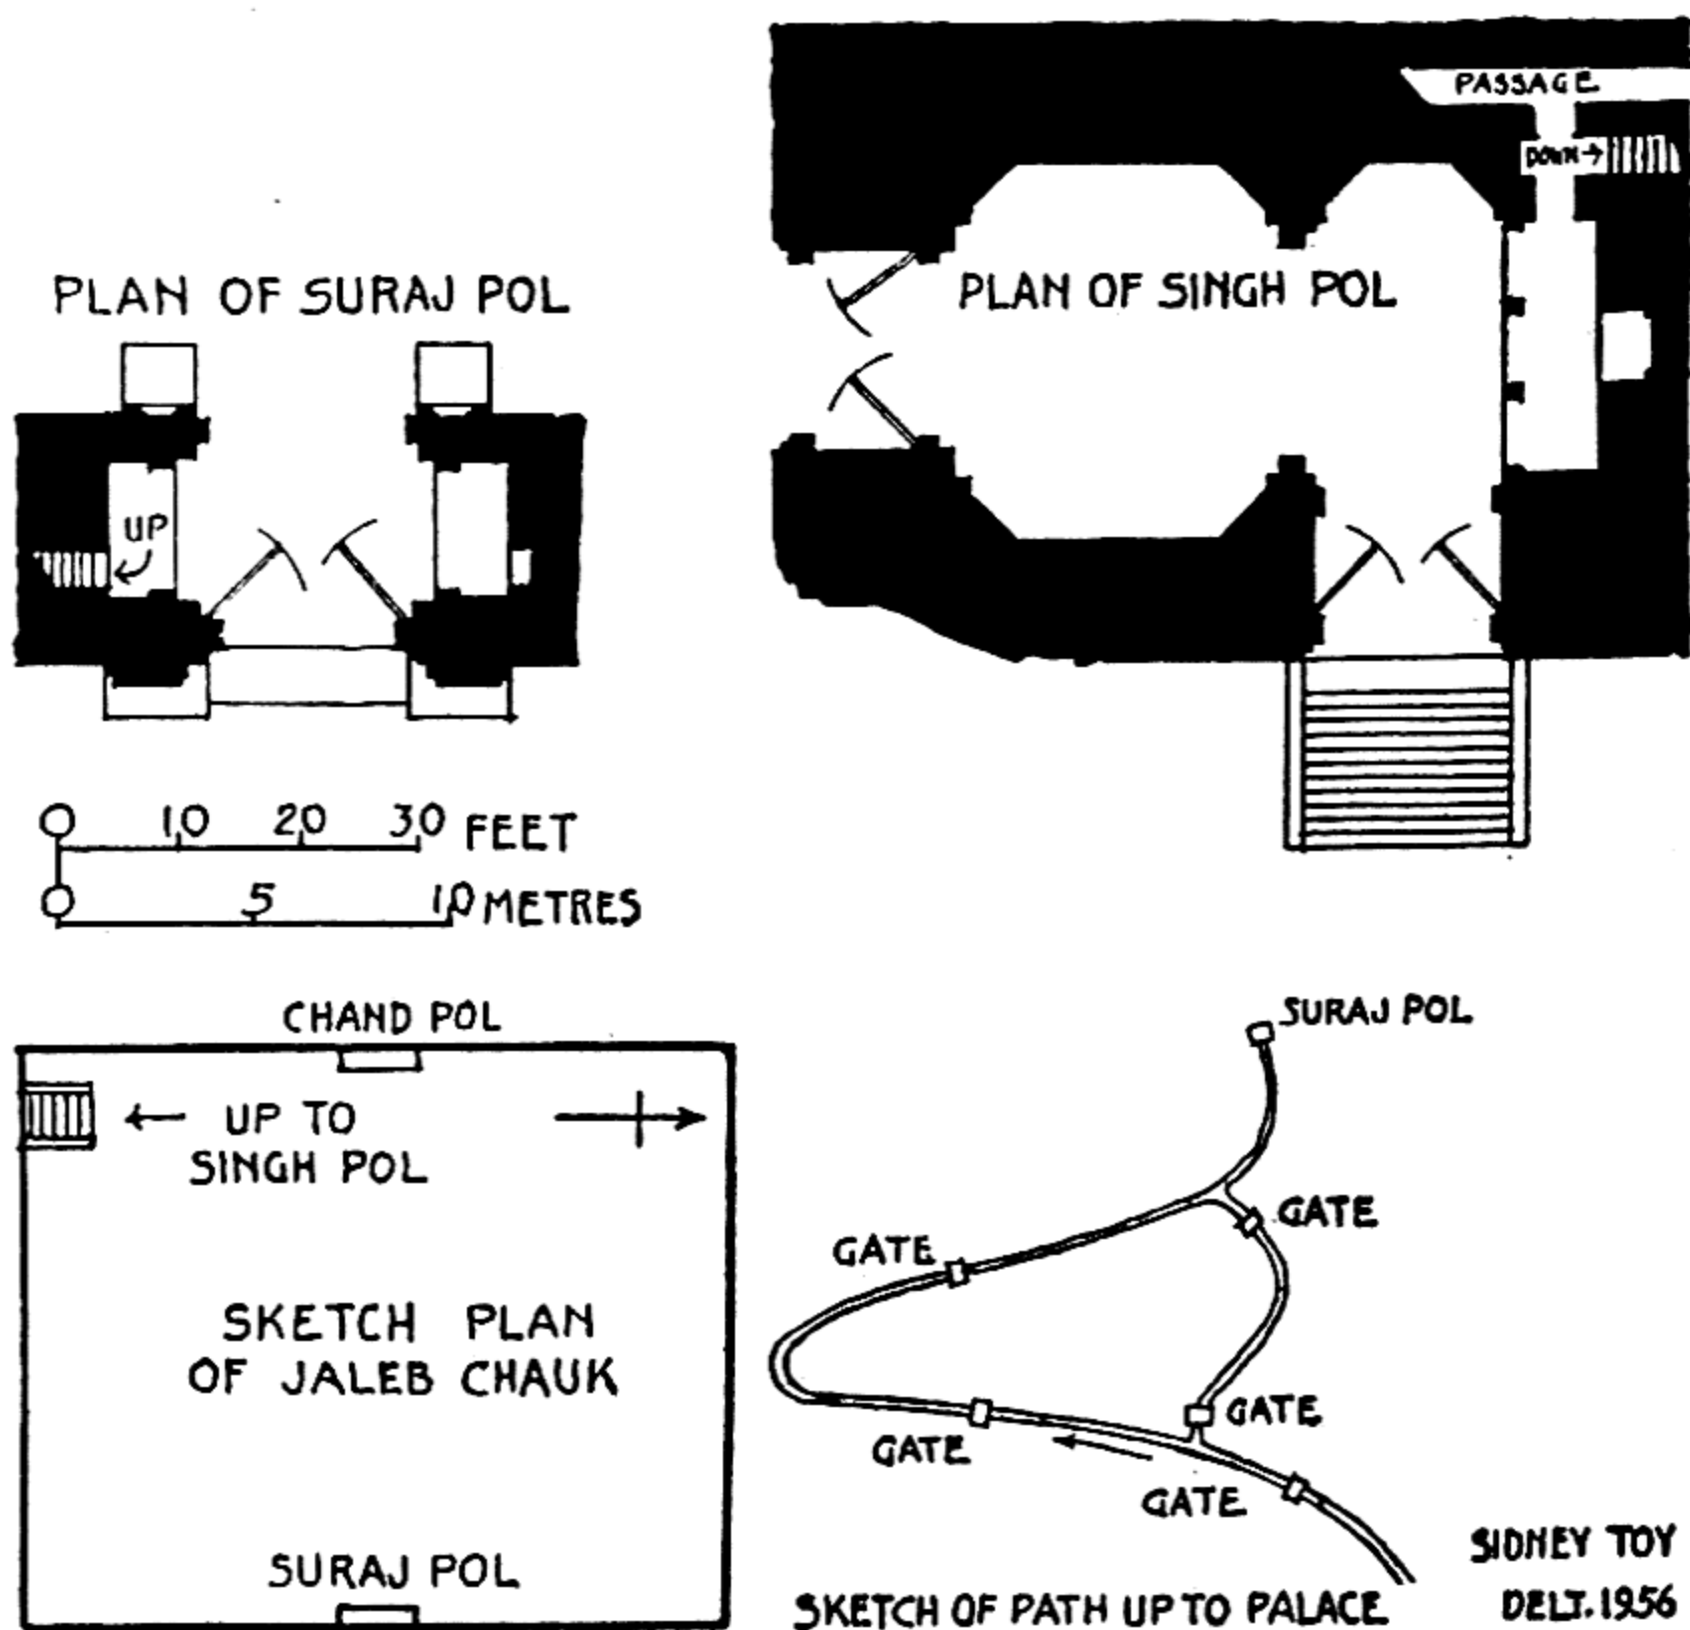 PLAN OF SURAJ POL
UP
PASSAGE
DOWN→
PLAN OF SINGH POL
0 10 20 30 FEET
0 5 10 METRES
CHAND POL
← UP TO
SINGH POL
SKETCH PLAN
OF JALEB CHAUK
SURAJ POL
SURAJ POL
GATE
GATE
GATE
GATE
GATE
SKETCH OF PATH UP TO PALACE
SIDNEY TOY
DELT. 1956